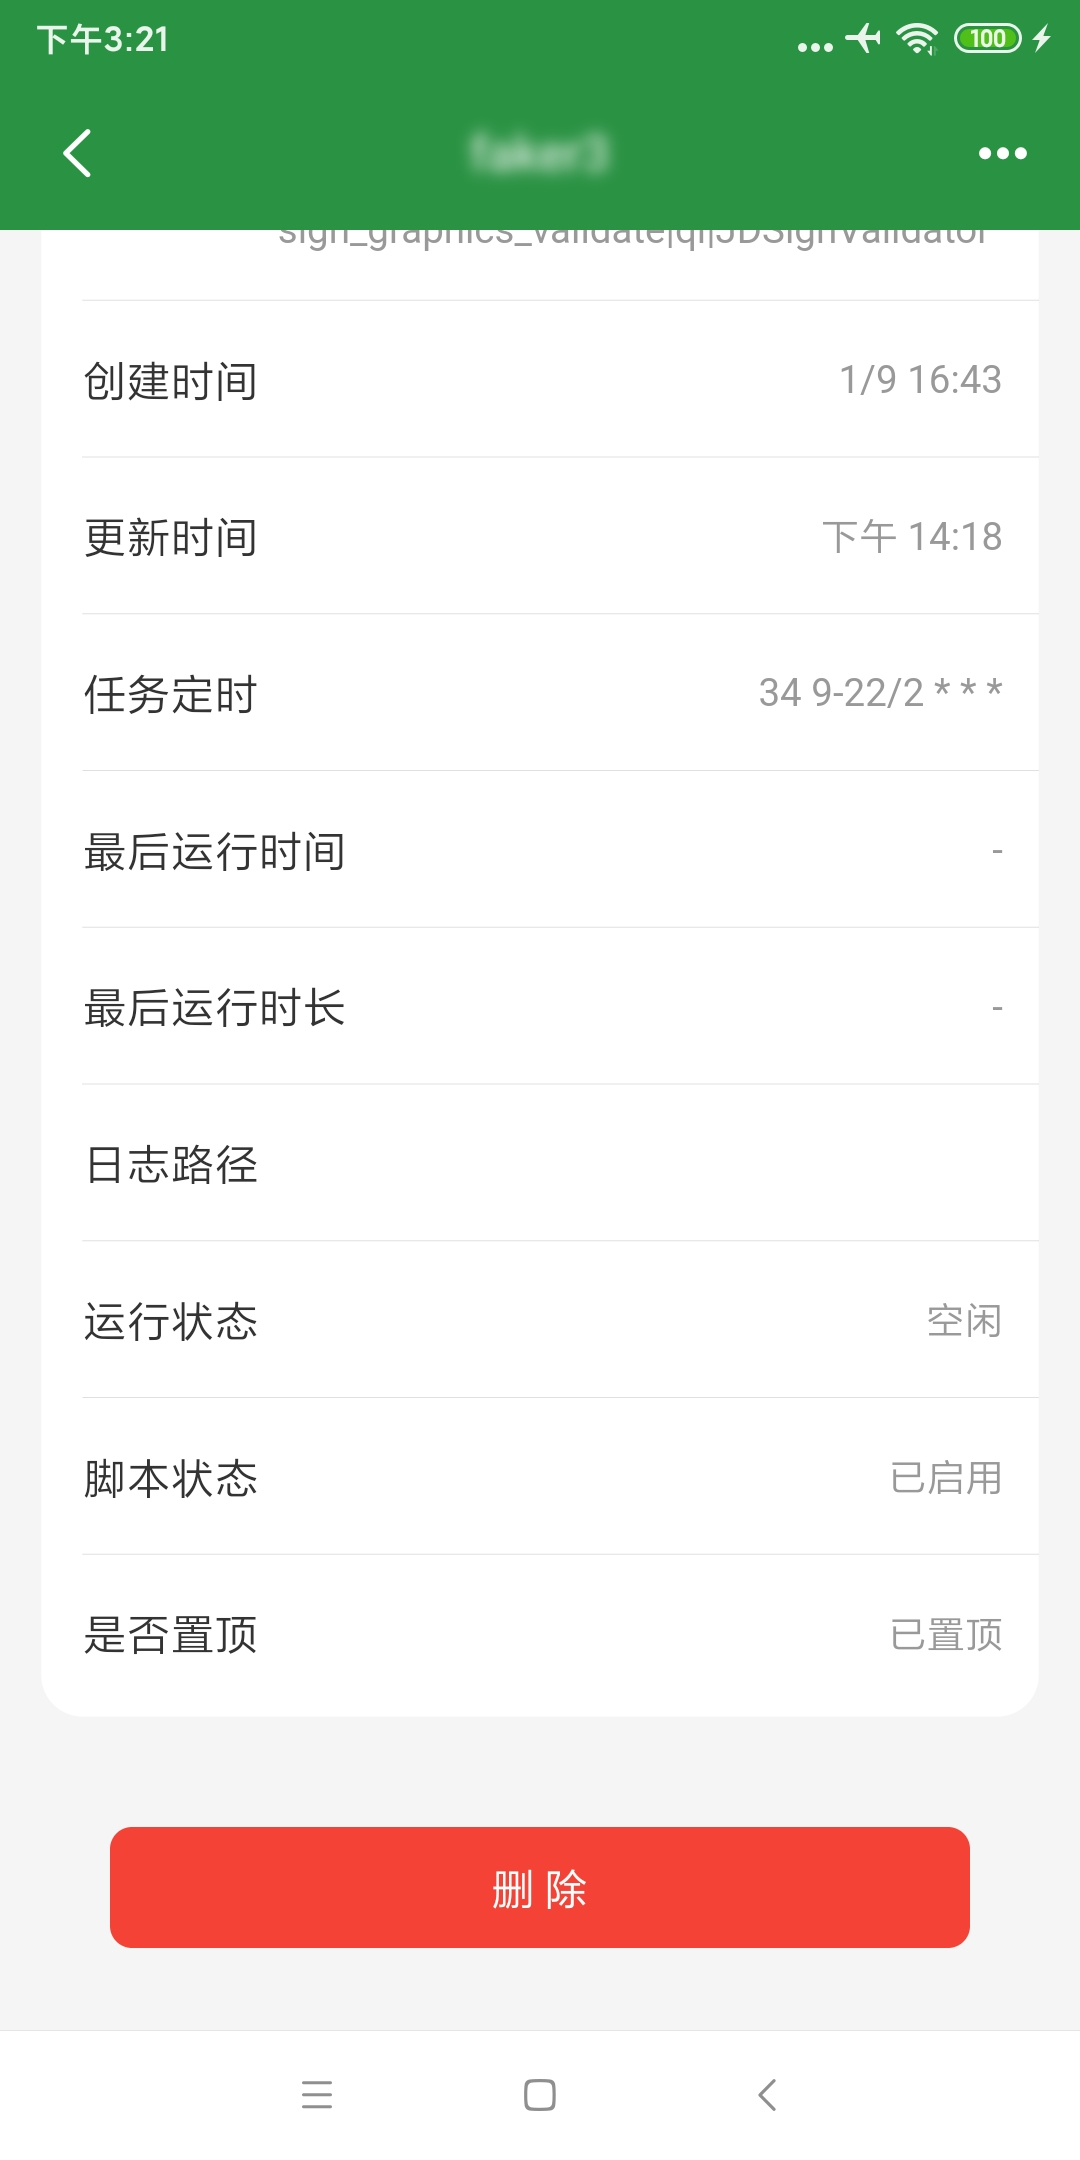 下午3:21
100
faker3
创建时间
1/9 16:43
更新时间
下午 14:18
任务定时
34 9-22/2 * * *
最后运行时间
-
最后运行时长
-
日志路径
运行状态
空闲
脚本状态
已启用
是否置顶
已置顶
删除